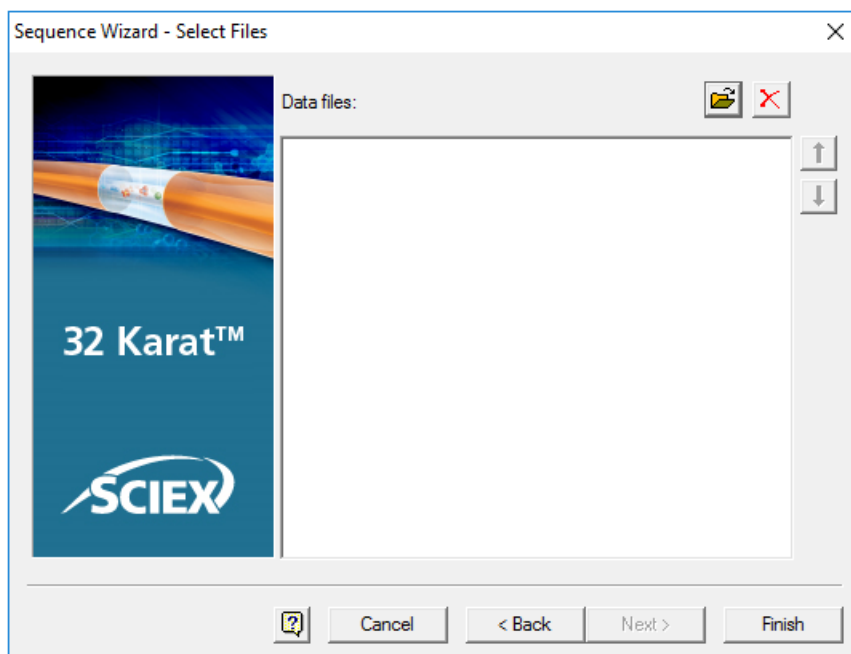 Sequence Wizard - Select Files
Data files:
32 Karat™
SCIEX
Cancel
< Back
Next >
Finish